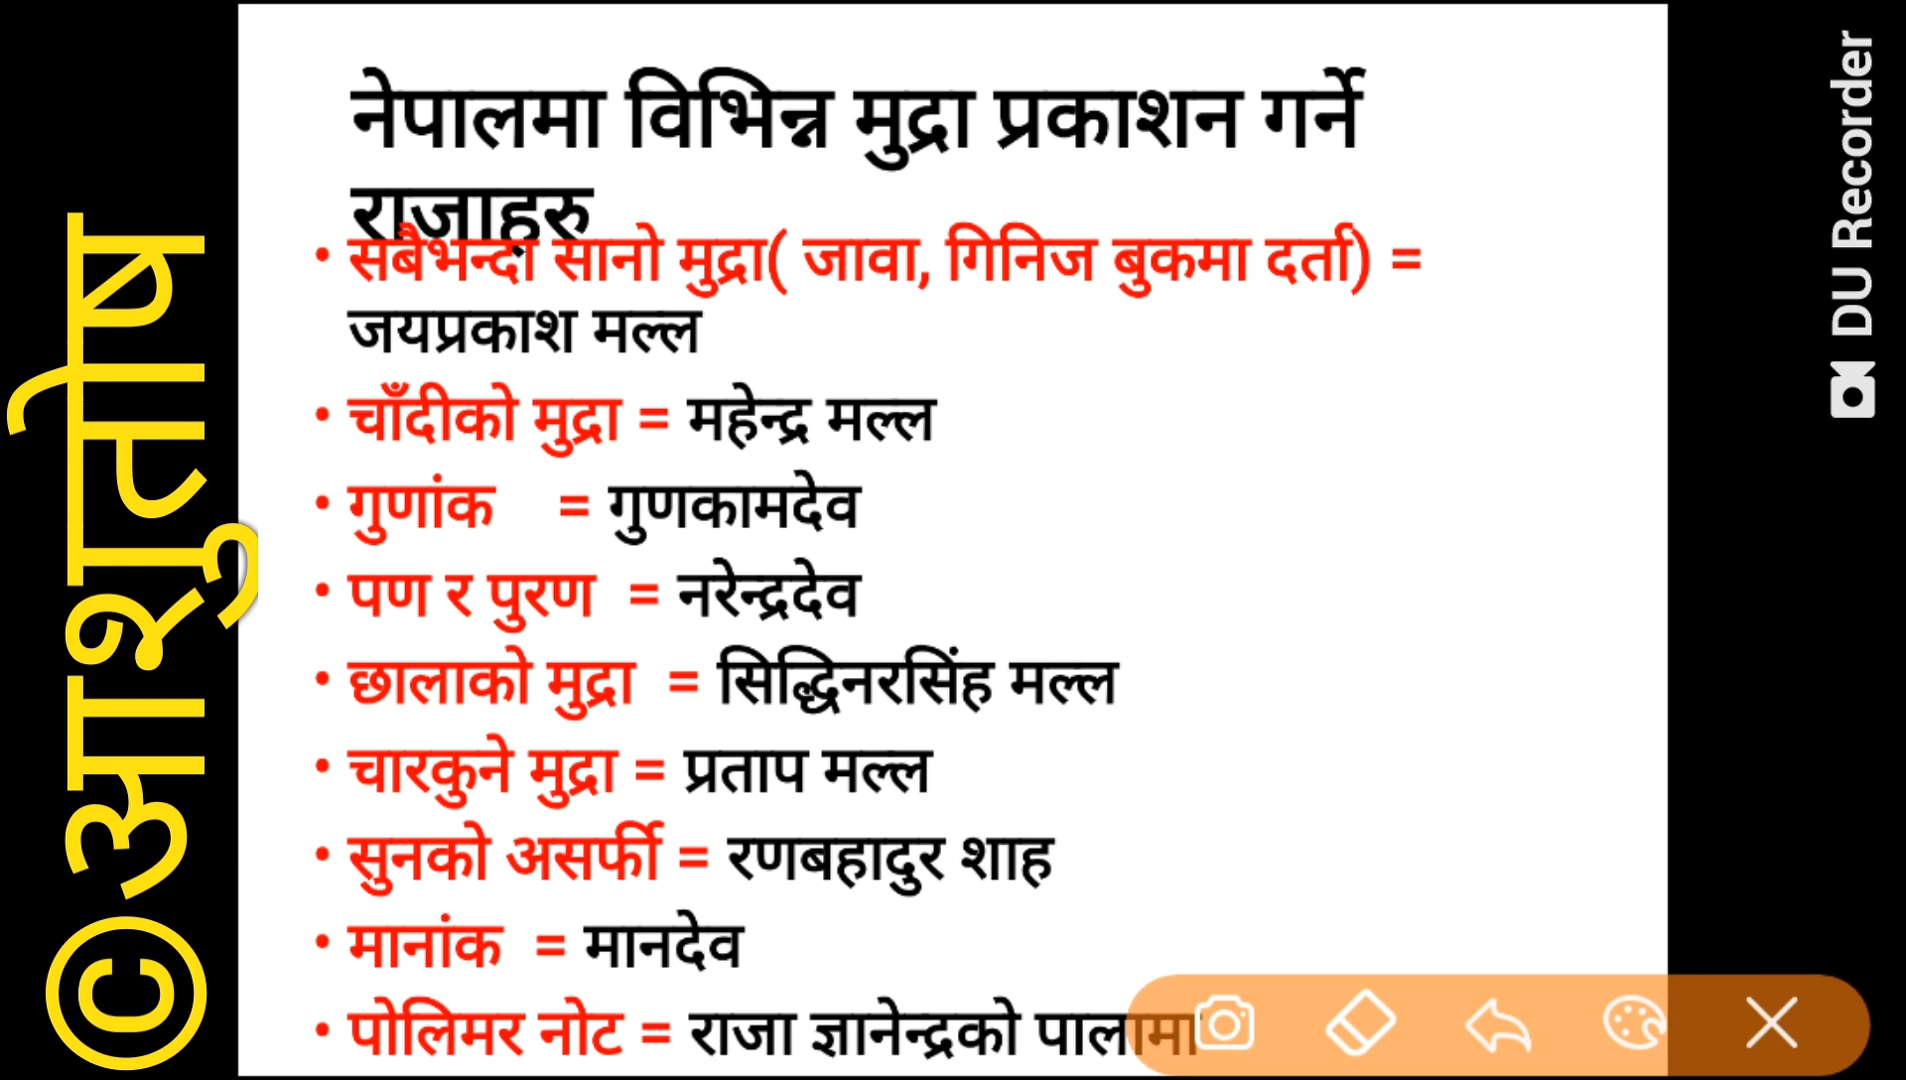 नेपालमा विभिन्न मुद्रा प्रकाशन गर्ने
राजाहरु
• सबैभन्दा सानो मुद्रा( जावा, गिनिज बुकमा दर्ता) =
जयप्रकाश मल्ल
• चाँदीको मुद्रा = महेन्द्र मल्ल
• गुणांक = गुणकामदेव
• पण र पुरण = नरेन्द्रदेव
• छालाको मुद्रा = सिद्धिनरसिंह मल्ल
• चारकुने मुद्रा = प्रताप मल्ल
• सुनको असर्फी = रणबहादुर शाह
• मानांक = मानदेव
• पोलिमर नोट = राजा ज्ञानेन्द्रको पालामा
©आशुतोष
DU Recorder